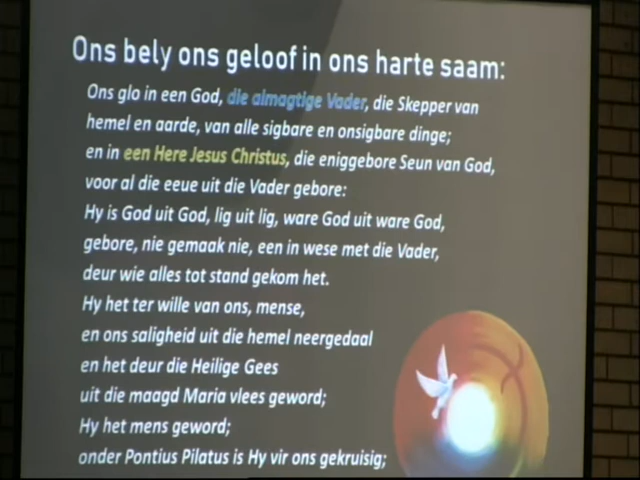 Ons bely ons geloof in ons harte saam:
Ons glo in een God, die almagtige Vader, die Skepper van
hemel en aarde, van alle sigbare en onsigbare dinge;
en in een Here Jesus Christus, die eniggebore Seun van God,
voor al die eeue uit die Vader gebore:
Hy is God uit God, lig uit lig, ware God uit ware God,
gebore, nie gemaak nie, een in wese met die Vader,
deur wie alles tot stand gekom het.
Hy het ter wille van ons, mense,
en ons saligheid uit die hemel neergedaal
en het deur die Heilige Gees
uit die maagd Maria vlees geword;
Hy het mens geword;
onder Pontius Pilatus is Hy vir ons gekruisig;